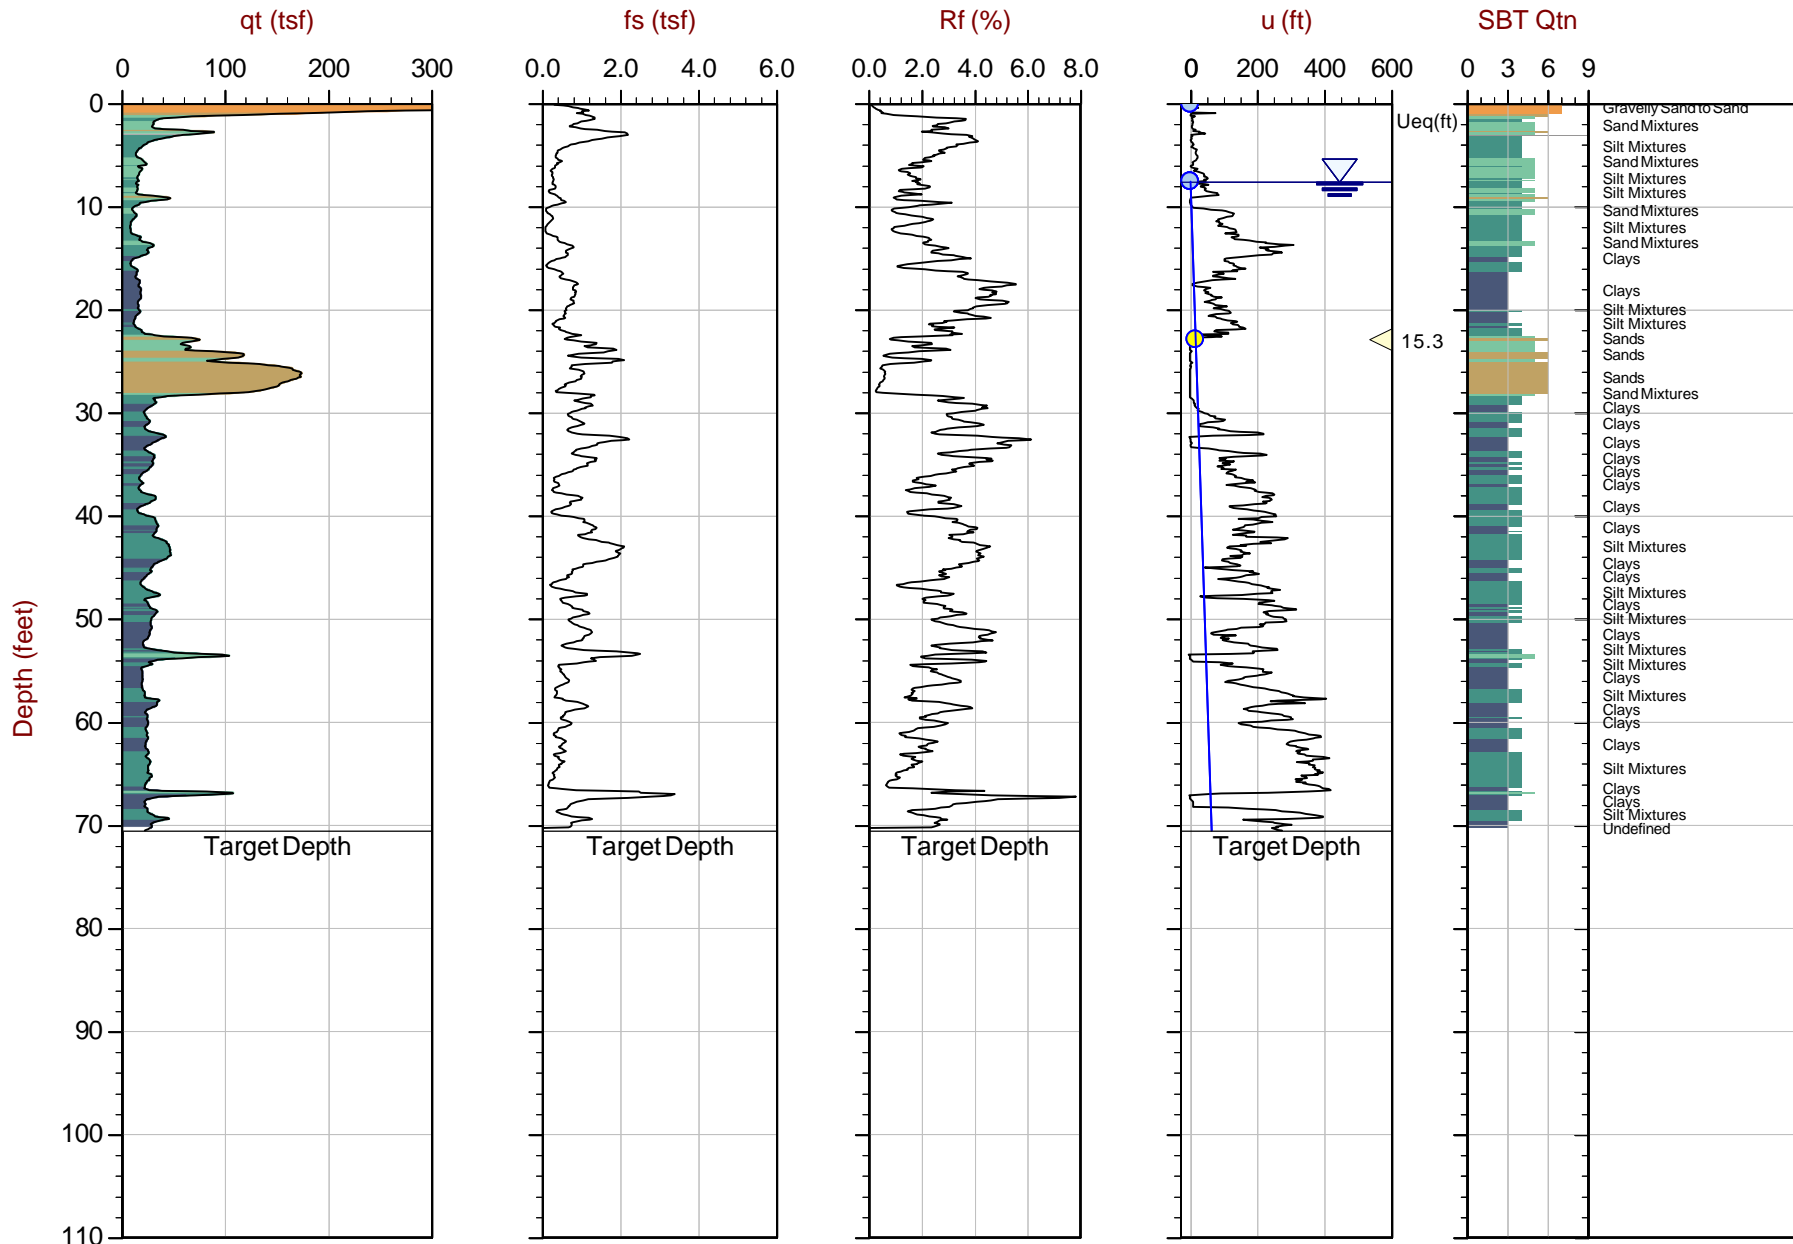 qt (tsf)
fs (tsf)
Rf (%)
u (ft)
SBT Qtn
0 100 200 300
0.0 2.0 4.0 6.0
0.0 2.0 4.0 6.0 8.0
0 200 400 600
0 3 6 9
Depth (feet)
0
10
20
30
40
50
60
70
80
90
100
110
Ueq(ft)
15.3
Target Depth
Target Depth
Target Depth
Target Depth
Gravelly Sand to Sand
Sand Mixtures
Silt Mixtures
Sand Mixtures
Silt Mixtures
Silt Mixtures
Sand Mixtures
Silt Mixtures
Sand Mixtures
Clays
Clays
Silt Mixtures
Silt Mixtures
Sands
Sands
Sands
Sand Mixtures
Clays
Clays
Clays
Clays
Clays
Clays
Clays
Clays
Silt Mixtures
Clays
Clays
Silt Mixtures
Clays
Silt Mixtures
Clays
Silt Mixtures
Silt Mixtures
Clays
Silt Mixtures
Clays
Clays
Clays
Silt Mixtures
Clays
Clays
Silt Mixtures
Undefined